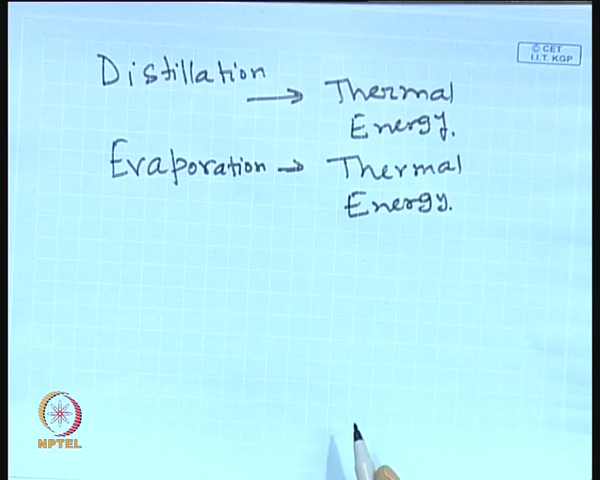 © CET
I.I.T. KGP
Distillation → Thermal
Energy.
Evaporation → Thermal
Energy.
NPTEL